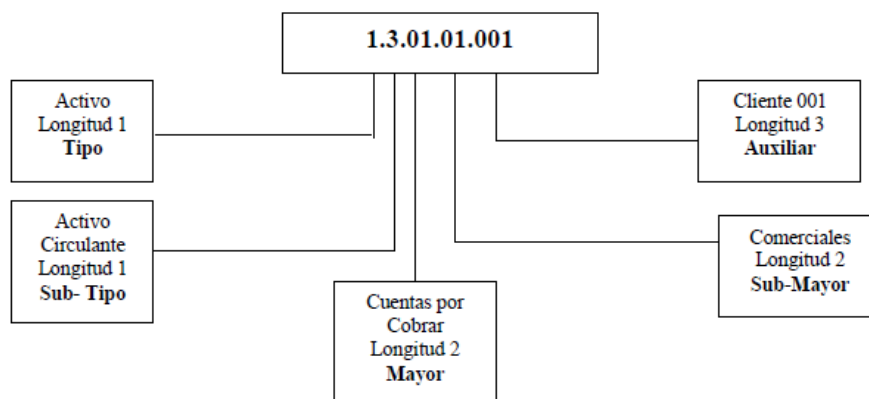 1.3.01.01.001
Activo
Longitud 1
Tipo
Cliente 001
Longitud 3
Auxiliar
Activo
Circulante
Longitud 1
Sub- Tipo
Comerciales
Longitud 2
Sub-Mayor
Cuentas por
Cobrar
Longitud 2
Mayor